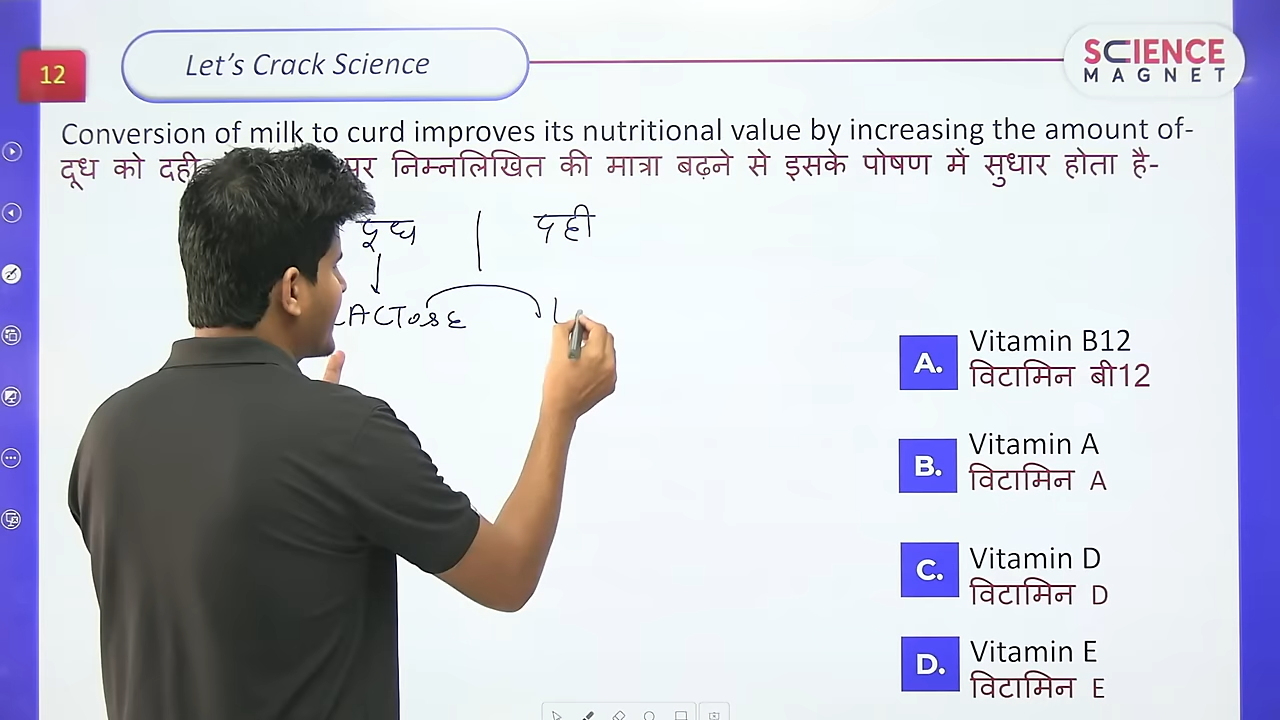 12
Let's Crack Science
SCIENCE
MAGNET
Conversion of milk to curd improves its nutritional value by increasing the amount of-
दूध को दही निम्नलिखित की मात्रा बढ़ने से इसके पोषण में सुधार होता है-
दूध दही
LACTOSE L
A. Vitamin B12
विटामिन बी12
B. Vitamin A
विटामिन A
C. Vitamin D
विटामिन D
D. Vitamin E
विटामिन E